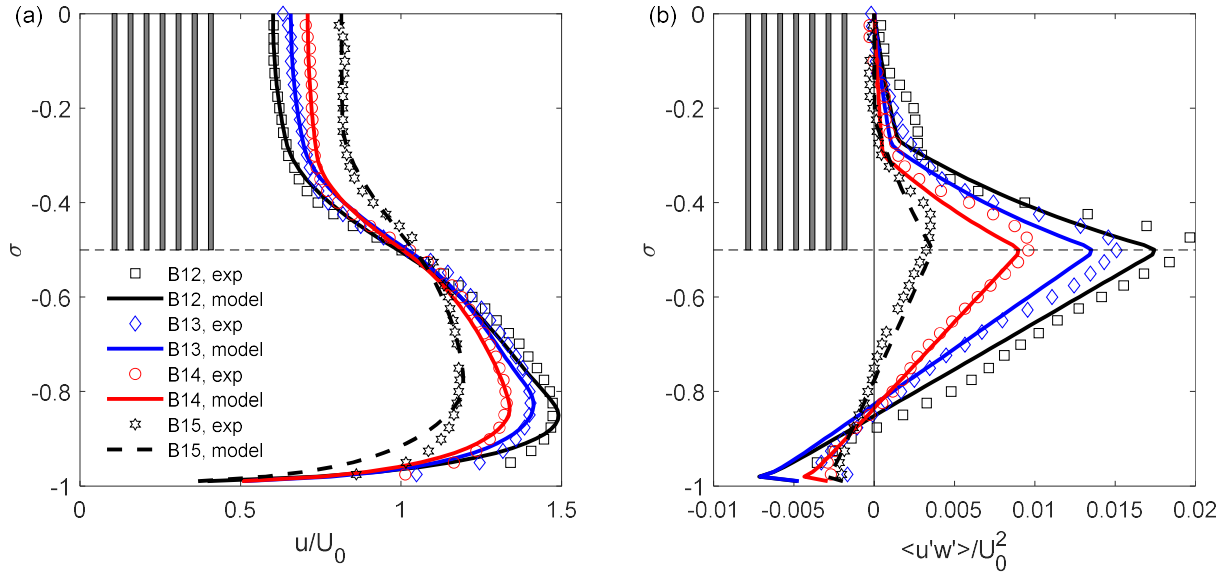 (a)
0
-0.2
-0.4
-0.6
-0.8
-1
σ
B12, exp
B12, model
B13, exp
B13, model
B14, exp
B14, model
B15, exp
B15, model
0
0.5
1
1.5
u/U0
(b)
0
-0.2
-0.4
-0.6
-0.8
-1
σ
-0.01
-0.005
0
0.005
0.01
0.015
0.02
<u'w'>/U0^2